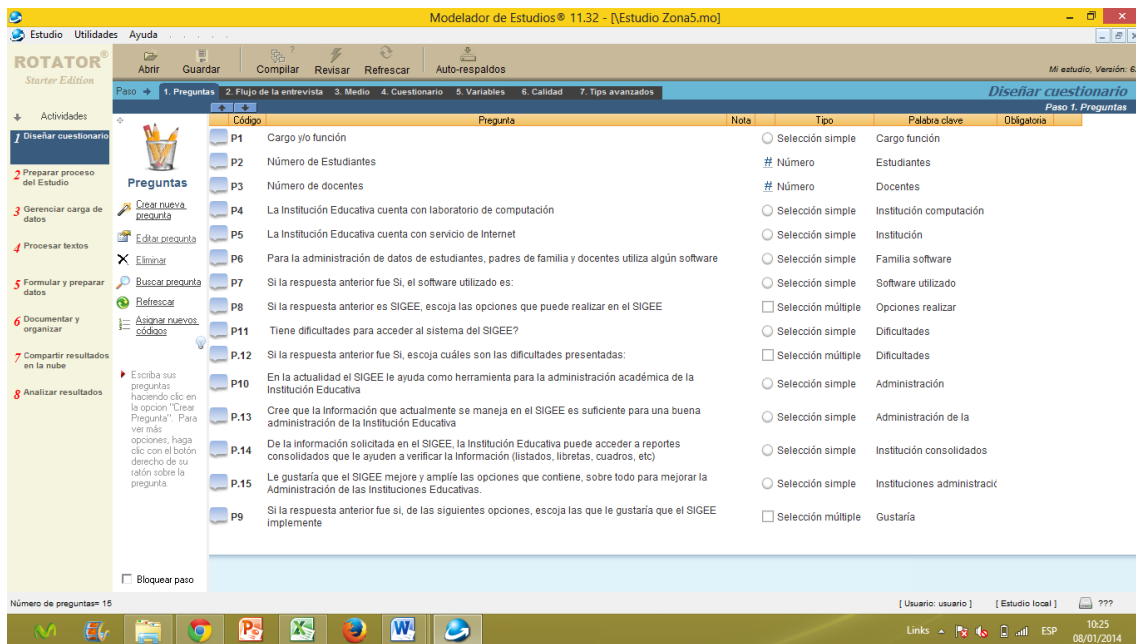 Modelador de Estudios® 11.32 - [\Estudio Zona5.mo]
Estudio Utilidades Ayuda
ROTATOR®
Starter Edition
Abrir Guardar Compilar Revisar Refrescar Auto-respaldos
Mi estudio, Versión: 6
Paso 1. Preguntas 2. Flujo de la entrevista 3. Medio 4. Cuestionario 5. Variables 6. Calidad 7. Tips avanzados Diseñar cuestionario
Paso 1. Preguntas
Actividades
1 Diseñar cuestionario
2 Preparar proceso
del Estudio
3 Gerenciar carga de
datos
4 Procesar textos
5 Formular y preparar
datos
6 Documentar y
organizar
7 Compartir resultados
en la nube
8 Analizar resultados
Preguntas
Crear nueva
pregunta
Editar pregunta
Eliminar
Buscar pregunta
Refrescar
Asignar nuevos
códigos
Escriba sus
preguntas
haciendo clic en
la opcion "Crear
Pregunta". Para
ver más
opciones, haga
clic con el botón
derecho de su
ratón sobre la
pregunta.
Bloquear paso
Código Pregunta Nota Tipo Palabra clave Obligatoria
P1 Cargo y/o función Selección simple Cargo función
P2 Número de Estudiantes # Número Estudiantes
P3 Número de docentes # Número Docentes
P4 La Institución Educativa cuenta con laboratorio de computación Selección simple Institución computación
P5 La Institución Educativa cuenta con servicio de Internet Selección simple Institución
P6 Para la administración de datos de estudiantes, padres de familia y docentes utiliza algún software Selección simple Familia software
P7 Si la respuesta anterior fue Si, el software utilizado es: Selección simple Software utilizado
P8 Si la respuesta anterior es SIGEE, escoja las opciones que puede realizar en el SIGEE Selección múltiple Opciones realizar
P11 Tiene dificultades para acceder al sistema del SIGEE? Selección simple Dificultades
P.12 Si la respuesta anterior fue Si, escoja cuáles son las dificultades presentadas: Selección múltiple Dificultades
P10 En la actualidad el SIGEE le ayuda como herramienta para la administración académica de la
Institución Educativa Selección simple Administración
P.13 Cree que la Información que actualmente se maneja en el SIGEE es suficiente para una buena
administración de la Institución Educativa Selección simple Administración de la
P.14 De la información solicitada en el SIGEE, la Institución Educativa puede acceder a reportes
consolidados que le ayuden a verificar la Información (listados, libretas, cuadros, etc) Selección simple Institución consolidados
P.15 Le gustaría que el SIGEE mejore y amplíe las opciones que contiene, sobre todo para mejorar la
Administración de las Instituciones Educativas. Selección simple Instituciones administració
P9 Si la respuesta anterior fue si, de las siguientes opciones, escoja las que le gustaría que el SIGEE
implemente Selección múltiple Gustaría
Número de preguntas= 15 [ Usuario: usuario ] [ Estudio local ] ???
Links ESP 10:25
08/01/2014